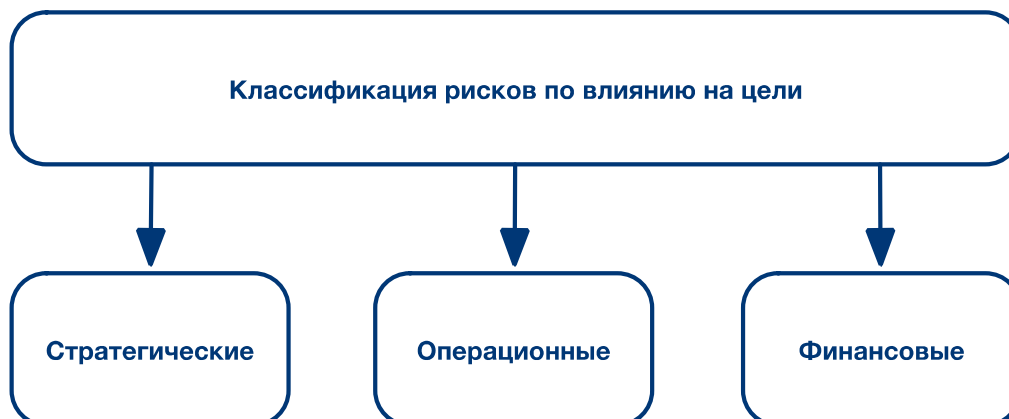 Классификация рисков по влиянию на цели
Стратегические
Операционные
Финансовые